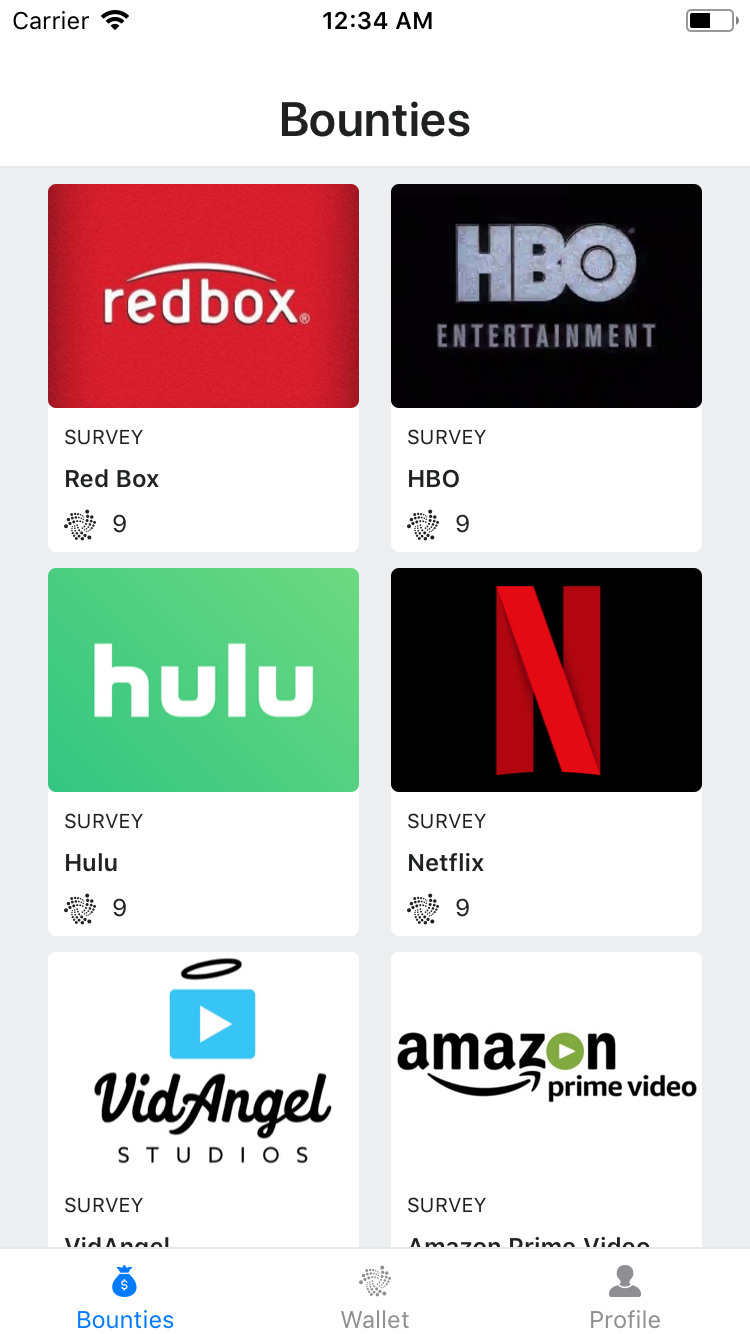 Carrier 12:34 AM
Bounties
redbox®
HBO®
ENTERTAINMENT
SURVEY
SURVEY
Red Box
HBO
9
9
hulu
N
SURVEY
SURVEY
Hulu
Netflix
9
9
VidAngel
STUDIOS
amazon
prime video
SURVEY
SURVEY
VidAngel
Amazon Prime Video
$
Bounties
Wallet
Profile